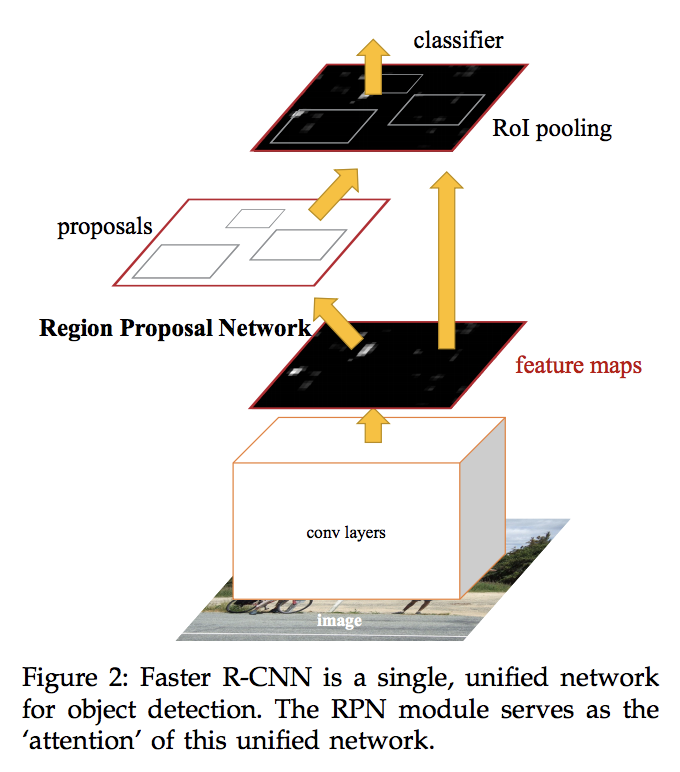 classifier
RoI pooling
proposals
Region Proposal Network
feature maps
conv layers
image
Figure 2: Faster R-CNN is a single, unified network
for object detection. The RPN module serves as the
‘attention’ of this unified network.